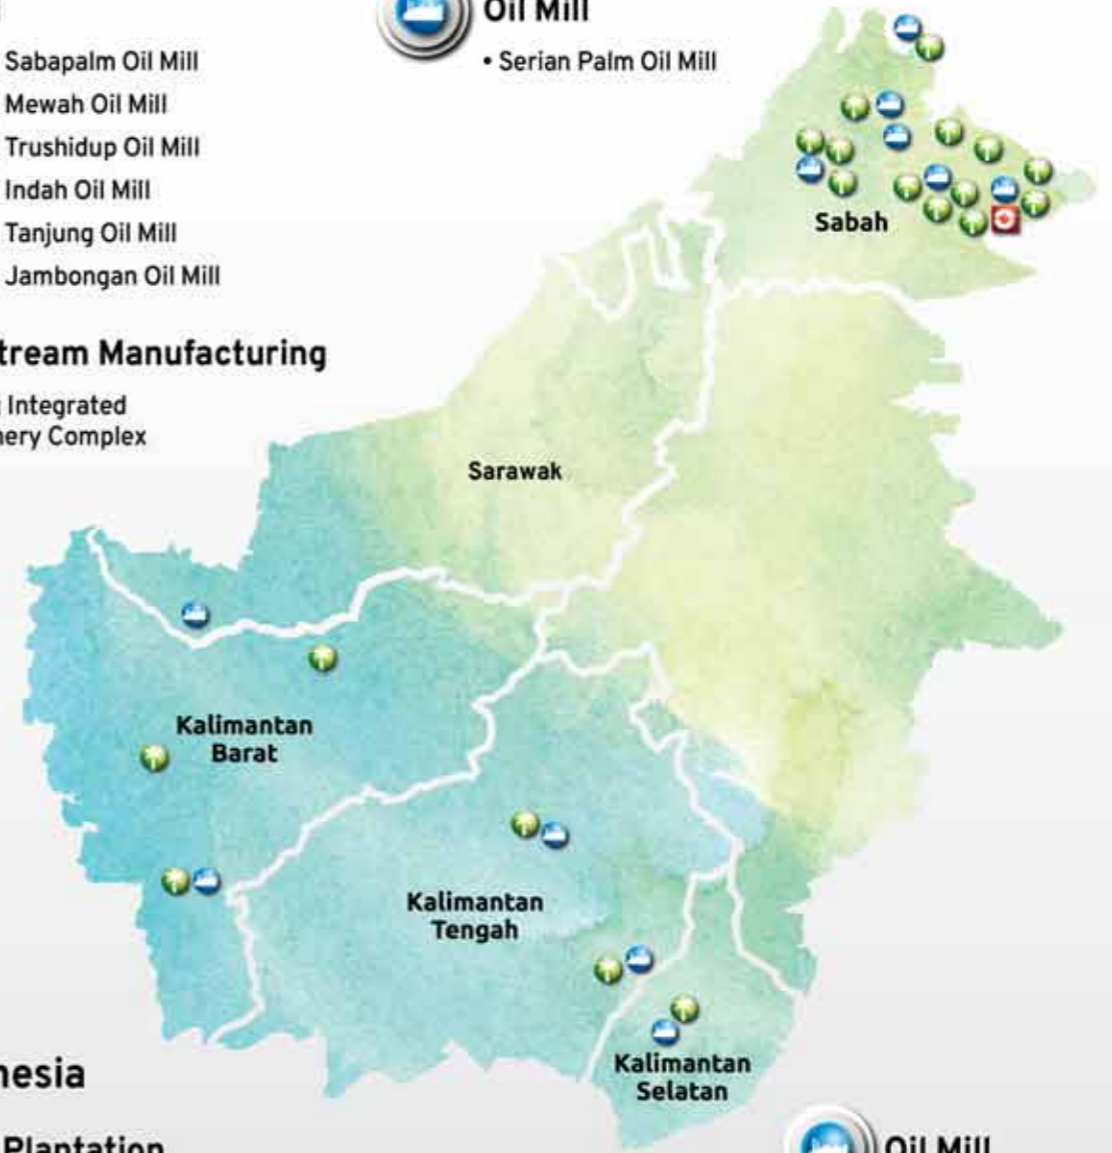 Oil Mill
• Serian Palm Oil Mill
Sabapalm Oil Mill
Mewah Oil Mill
Trushidup Oil Mill
Indah Oil Mill
Tanjung Oil Mill
Jambongan Oil Mill
tream Manufacturing
Integrated
nery Complex
Sabah
Sarawak
Kalimantan
Barat
Kalimantan
Tengah
Kalimantan
Selatan
nesia
Plantation
Oil Mill